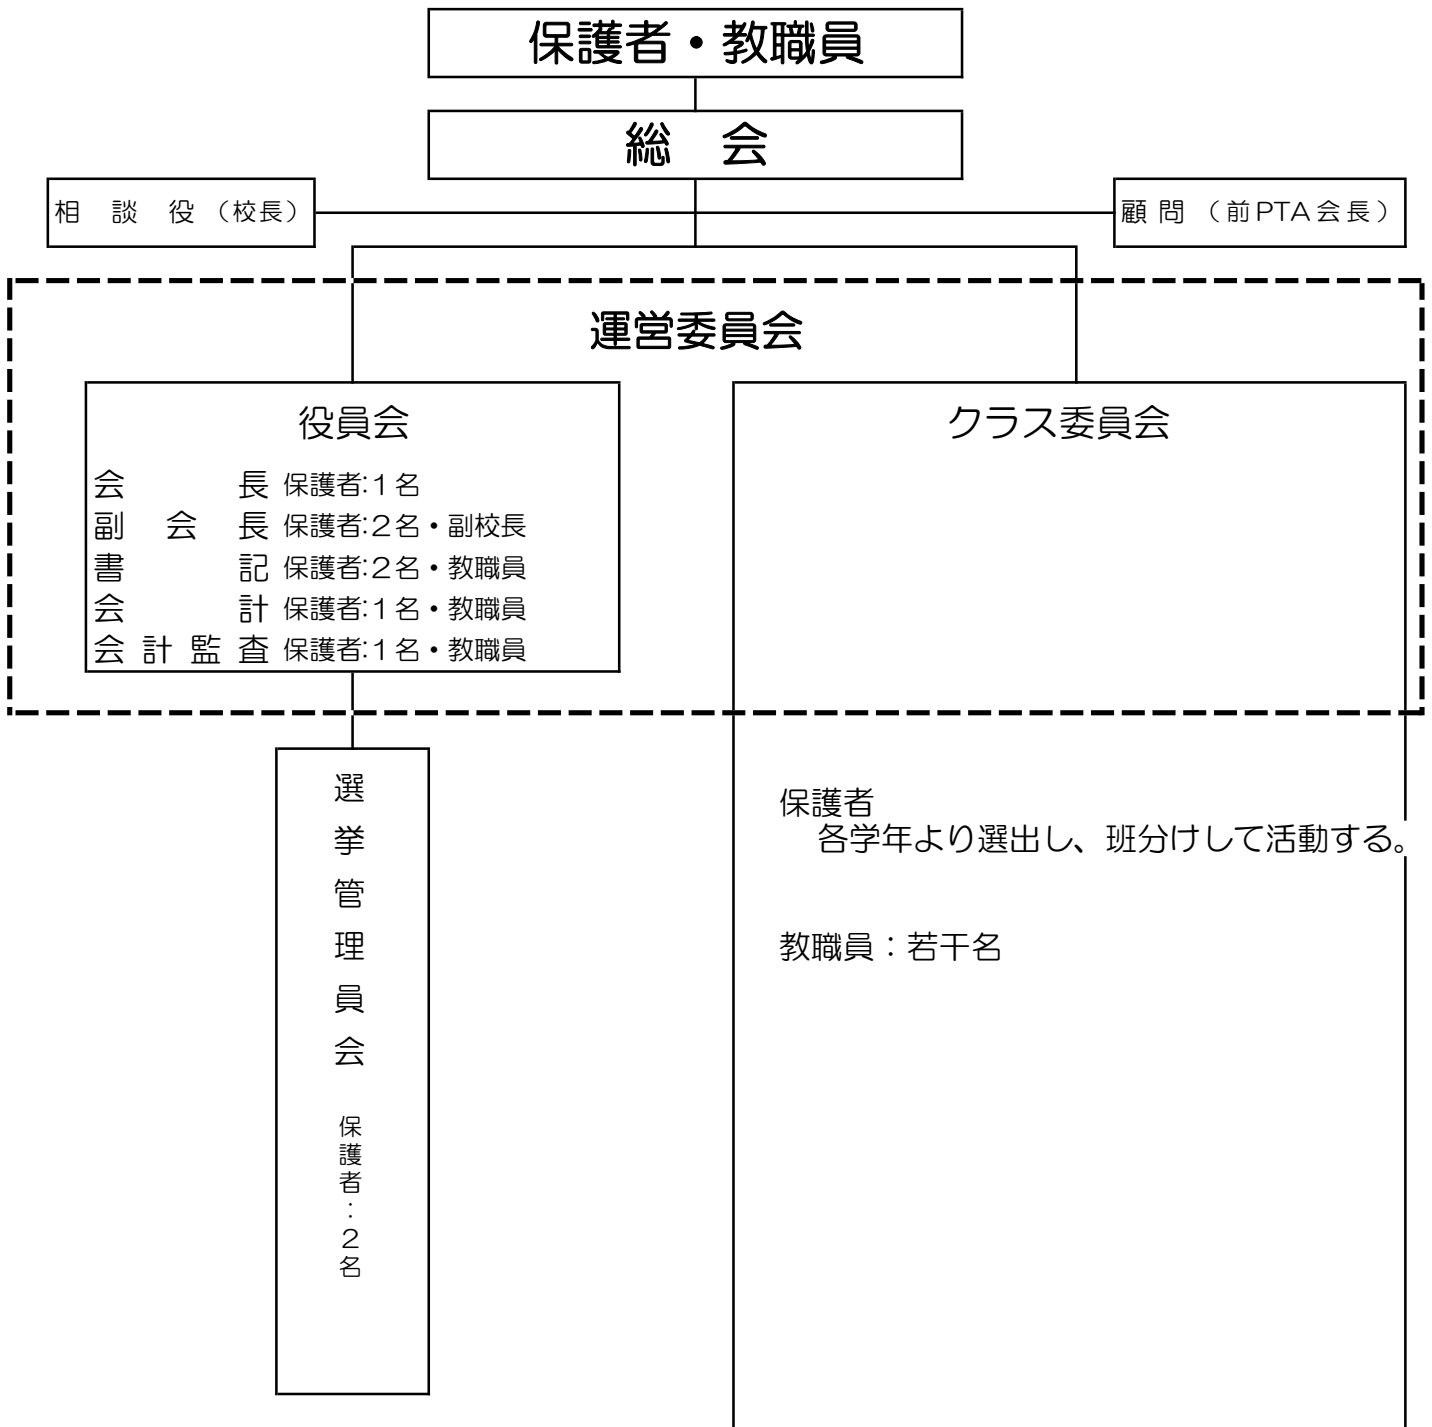 保護者・教職員
総　会
相　談　役（校長）
顧問（前PTA会長）
運営委員会
役員会
会長 保護者:１名
副会長 保護者:２名・副校長
書記 保護者:２名・教職員
会計 保護者:１名・教職員
会計監査 保護者:１名・教職員
クラス委員会
選挙管理員会　保護者：２名
保護者
各学年より選出し、班分けして活動する。
教職員：若干名